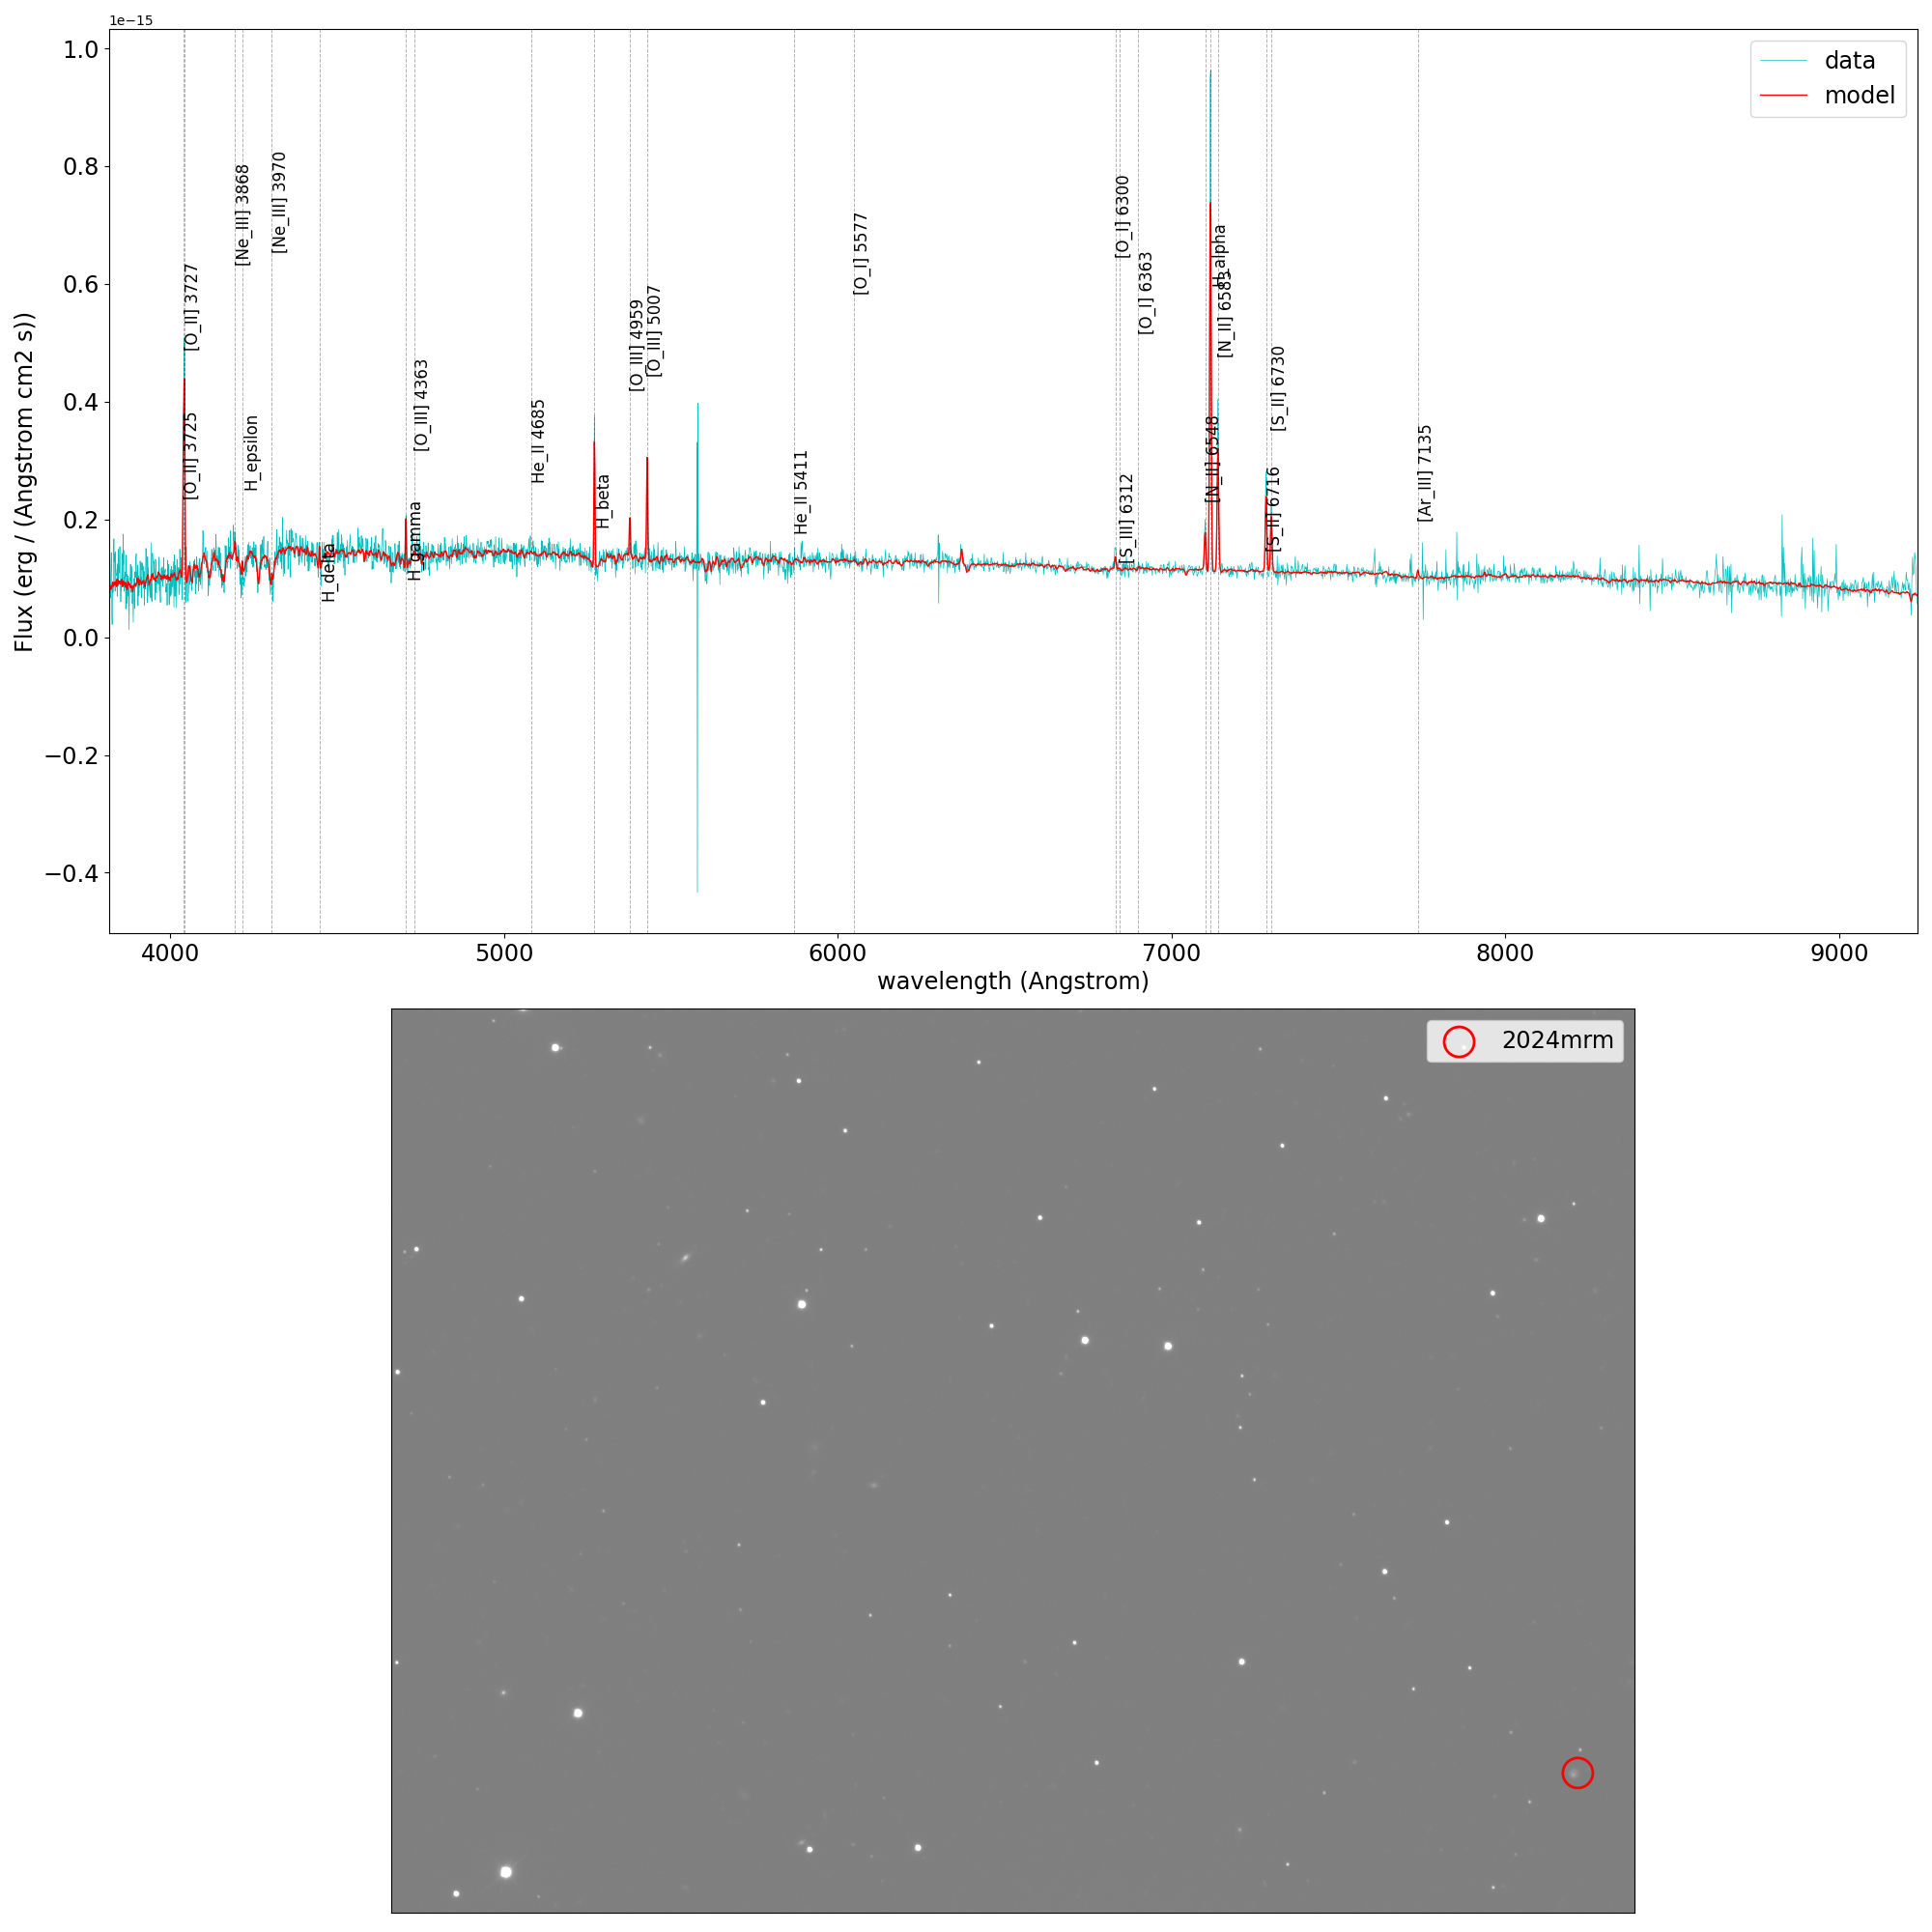 1e−15
1.0
0.8
0.6
0.4
0.2
0.0
−0.2
−0.4
Flux (erg / (Angstrom cm2 s))
data
model
[O_II] 3727
[O_II] 3725
[Ne_III] 3868
H_epsilon
[Ne_III] 3970
H_delta
H_gamma
[O_III] 4363
He_II 4685
H_beta
[O_III] 4959
[O_III] 5007
He_II 5411
[O_I] 5577
[O_I] 6300
[S_III] 6312
[O_I] 6363
[N_II] 6548
H_alpha
[N_II] 6583
[S_II] 6716
[S_II] 6730
[Ar_III] 7135
4000 5000 6000 7000 8000 9000
wavelength (Angstrom)
2024mrm